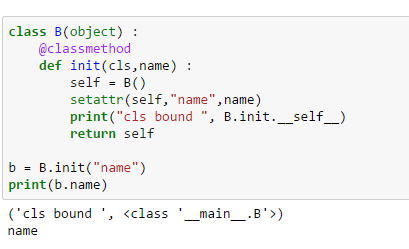 class B(object) :
    @classmethod
    def init(cls,name) :
        self = B()
        setattr(self,"name",name)
        print("cls bound ", B.init.__self__)
        return self

b = B.init("name")
print(b.name)
('cls bound ', <class '__main__.B'>)
name